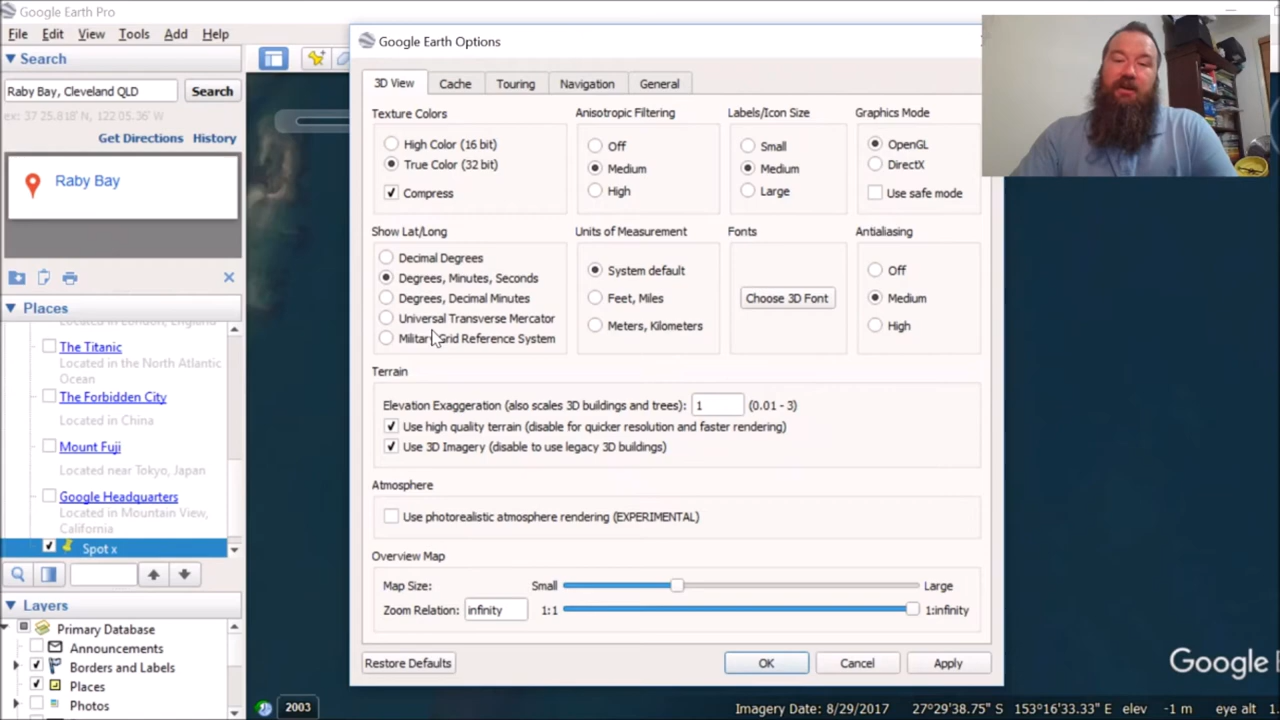 Google Earth Pro
File Edit View Tools Add Help
Search
Raby Bay, Cleveland QLD Search
ex: 37 25.818' N, 122 05.36' W
Get Directions History
Raby Bay
Places
The Titanic
Located in the North Atlantic
Ocean
The Forbidden City
Located in China
Mount Fuji
Located near Tokyo, Japan
Google Headquarters
Located in Mountain View,
California
Spot x
Layers
Primary Database
Announcements
Borders and Labels
Places
Photos
Google Earth Options
3D View Cache Touring Navigation General
Texture Colors
High Color (16 bit)
True Color (32 bit)
Compress
Anisotropic Filtering
Off
Medium
High
Labels/Icon Size
Small
Medium
Large
Graphics Mode
OpenGL
DirectX
Use safe mode
Show Lat/Long
Decimal Degrees
Degrees, Minutes, Seconds
Degrees, Decimal Minutes
Universal Transverse Mercator
Military Grid Reference System
Units of Measurement
System default
Feet, Miles
Meters, Kilometers
Fonts
Choose 3D Font
Antialiasing
Off
Medium
High
Terrain
Elevation Exaggeration (also scales 3D buildings and trees): 1 (0.01 - 3)
Use high quality terrain (disable for quicker resolution and faster rendering)
Use 3D Imagery (disable to use legacy 3D buildings)
Atmosphere
Use photorealistic atmosphere rendering (EXPERIMENTAL)
Overview Map
Map Size: Small Large
Zoom Relation: infinity 1:1 1:infinity
Restore Defaults OK Cancel Apply
Google E
2003 Imagery Date: 8/29/2017 27°29'38.75" S 153°16'33.33" E elev -1 m eye alt 1.